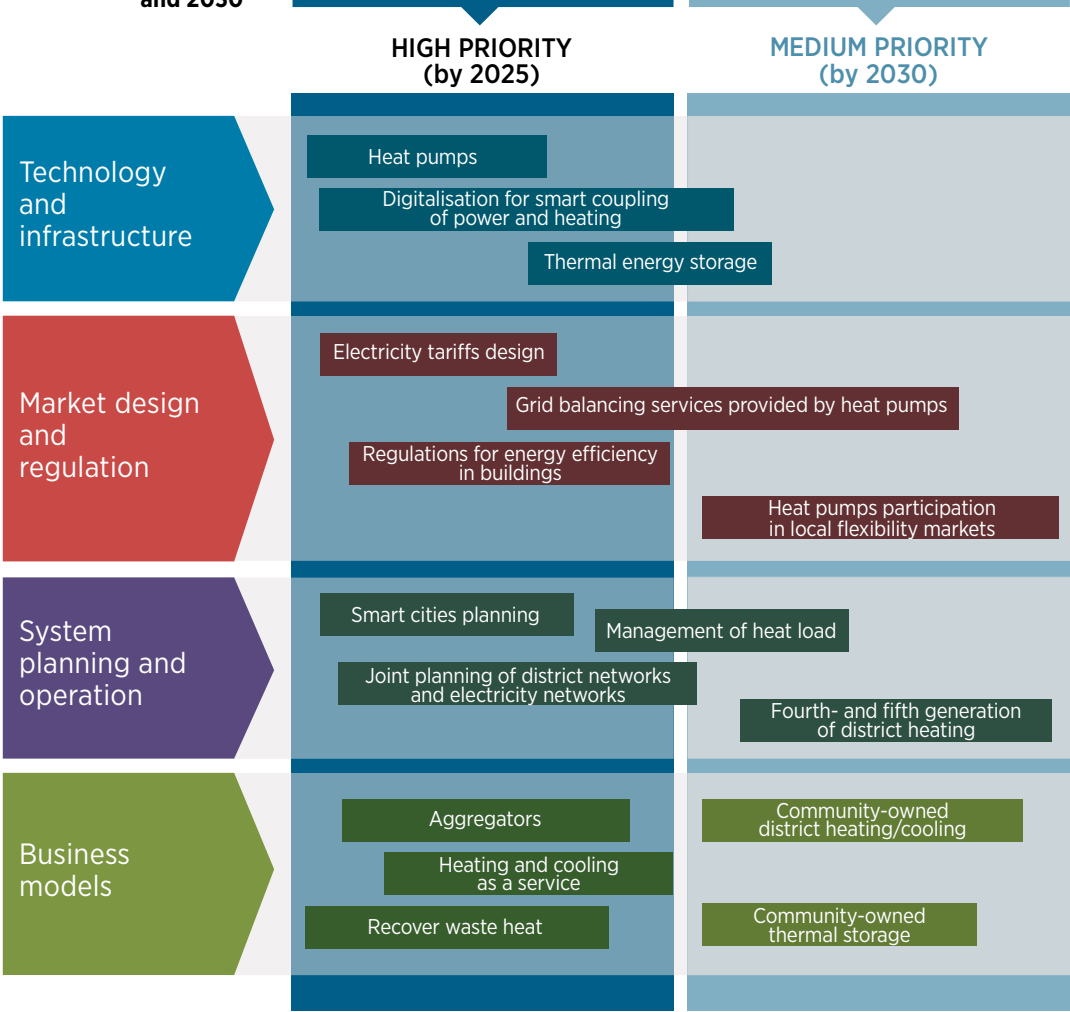 and 2030
HIGH PRIORITY
(by 2025)
MEDIUM PRIORITY
(by 2030)
Technology
and
infrastructure
Heat pumps
Digitalisation for smart coupling
of power and heating
Thermal energy storage
Market design
and
regulation
Electricity tariffs design
Grid balancing services provided by heat pumps
Regulations for energy efficiency
in buildings
Heat pumps participation
in local flexibility markets
System
planning and
operation
Smart cities planning
Management of heat load
Joint planning of district networks
and electricity networks
Fourth- and fifth generation
of district heating
Business
models
Aggregators
Community-owned
district heating/cooling
Heating and cooling
as a service
Recover waste heat
Community-owned
thermal storage